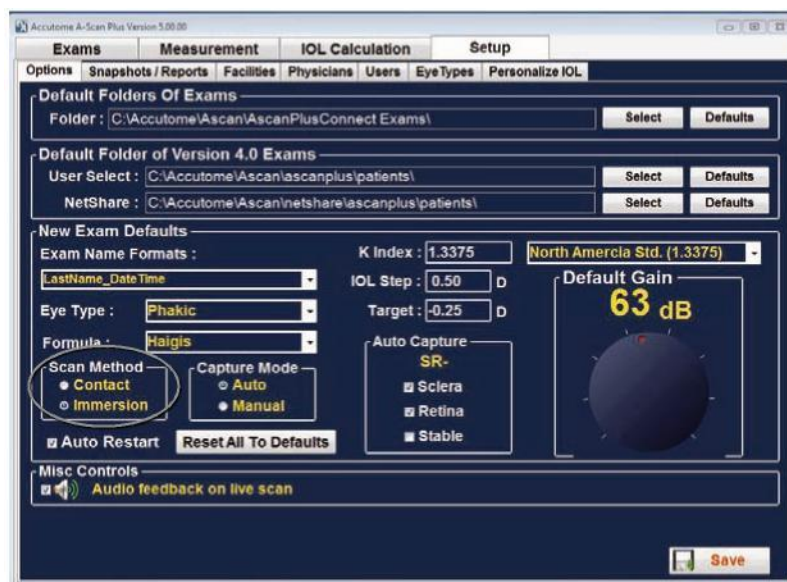 Accutome A-Scan Plus Version 5.00.00
Exams Measurement IOL Calculation Setup
Options Snapshots / Reports Facilities Physicians Users Eye Types Personalize IOL
Default Folders Of Exams
Folder : C:\Accutome\Ascan\AscanPlusConnect Exams\ Select Defaults
Default Folder of Version 4.0 Exams
User Select : C:\Accutome\Ascan\ascanplus\patients\ Select Defaults
NetShare : C:\Accutome\Ascan\netshare\ascanplus\patients\ Select Defaults
New Exam Defaults
Exam Name Formats : K Index : 1.3375 North Amercia Std. (1.3375)
LastName_DateTime IOL Step : 0.50 D Default Gain
63 dB
Eye Type : Phakic Target : -0.25 D
Formula : Haigis Auto Capture
Scan Method Capture Mode SR-
Contact Auto Sclera
Immersion Manual Retina
Auto Restart Reset All To Defaults Stable
Misc Controls
Audio feedback on live scan
Save